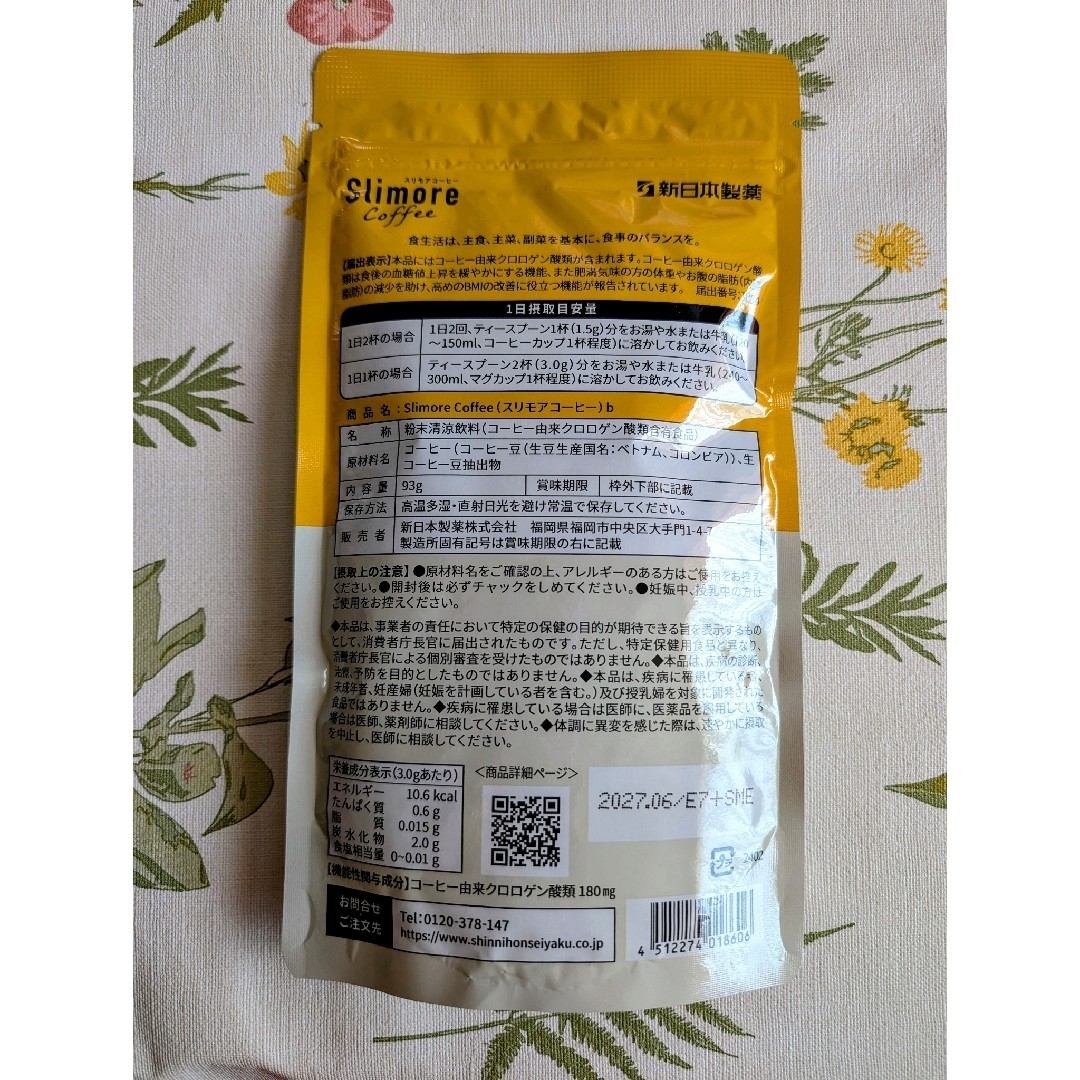 スリモアコーヒー
Slimore
Coffee
新日本製薬
食生活は、主食、主菜、副菜を基本に、食事のバランスを。
【届出表示】本品にはコーヒー由来クロロゲン酸類が含まれます。コーヒー由来クロロゲン酸
類は食後の血糖値上昇を緩やかにする機能、また肥満気味の方の体重やお腹の脂肪(内
脂肪)の減少を助け、高めのBMIの改善に役立つ機能が報告されています。 届出番号:
1日摂取目安量
1日2杯の場合
1日2回、ティースプーン1杯(1.5g)分をお湯や水または牛乳(120
～150ml、コーヒーカップ1杯程度)に溶かしてお飲みください。
1日1杯の場合
ティースプーン2杯(3.0g)分をお湯や水または牛乳(240～
300ml、マグカップ1杯程度)に溶かしてお飲みください。
商品名:Slimore Coffee(スリモアコーヒー)b
名称 粉末清涼飲料(コーヒー由来クロロゲン酸類含有食品)
原材料名 コーヒー(コーヒー豆(生豆生産国名:ベトナム、コロンビア))、生
コーヒー豆抽出物
内容量 93g 賞味期限 枠外下部に記載
保存方法 高温多湿・直射日光を避け常温で保存してください。
販売者 新日本製薬株式会社 福岡県福岡市中央区大手門1-4-7
製造所固有記号は賞味期限の右に記載
【摂取上の注意】●原材料名をご確認の上、アレルギーのある方はご使用をお控え
ください。●開封後は必ずチャックをしめてください。●妊娠中、授乳中の方は
ご使用をお控えください。
◆本品は、事業者の責任において特定の保健の目的が期待できる旨を表示するもの
として、消費者庁長官に届出されたものです。ただし、特定保健用食品と異なり、
消費者庁長官による個別審査を受けたものではありません。◆本品は、疾病の診断、
治療、予防を目的としたものではありません。◆本品は、疾病に罹患している者、
未成年者、妊産婦(妊娠を計画している者を含む。)及び授乳婦を対象に開発された
食品ではありません。◆疾病に罹患している場合は医師に、医薬品を服用している
場合は医師、薬剤師に相談してください。◆体調に異変を感じた際は、速やかに摂取
を中止し、医師に相談してください。
栄養成分表示(3.0gあたり)
エネルギー 10.6 kcal
たんぱく質 0.6 g
脂質 0.015 g
炭水化物 2.0 g
食塩相当量 0~0.01 g
<商品詳細ページ>
2027.06/E7+SME
プラ
2402
【機能性関与成分】コーヒー由来クロロゲン酸類 180mg
お問合せ
・
ご注文先
Tel:0120-378-147
https://www.shinnihonseiyaku.co.jp
4 512274 018606